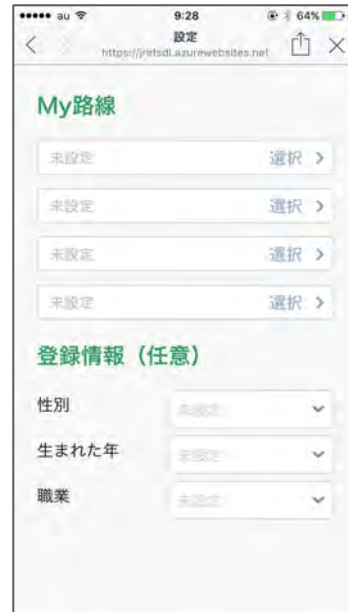 au 9:28 64%
設定
https://jretsdl.azurewebsites.net
My路線
未設定 選択
未設定 選択
未設定 選択
未設定 選択
登録情報（任意）
性別 未設定
生まれた年 未設定
職業 未設定